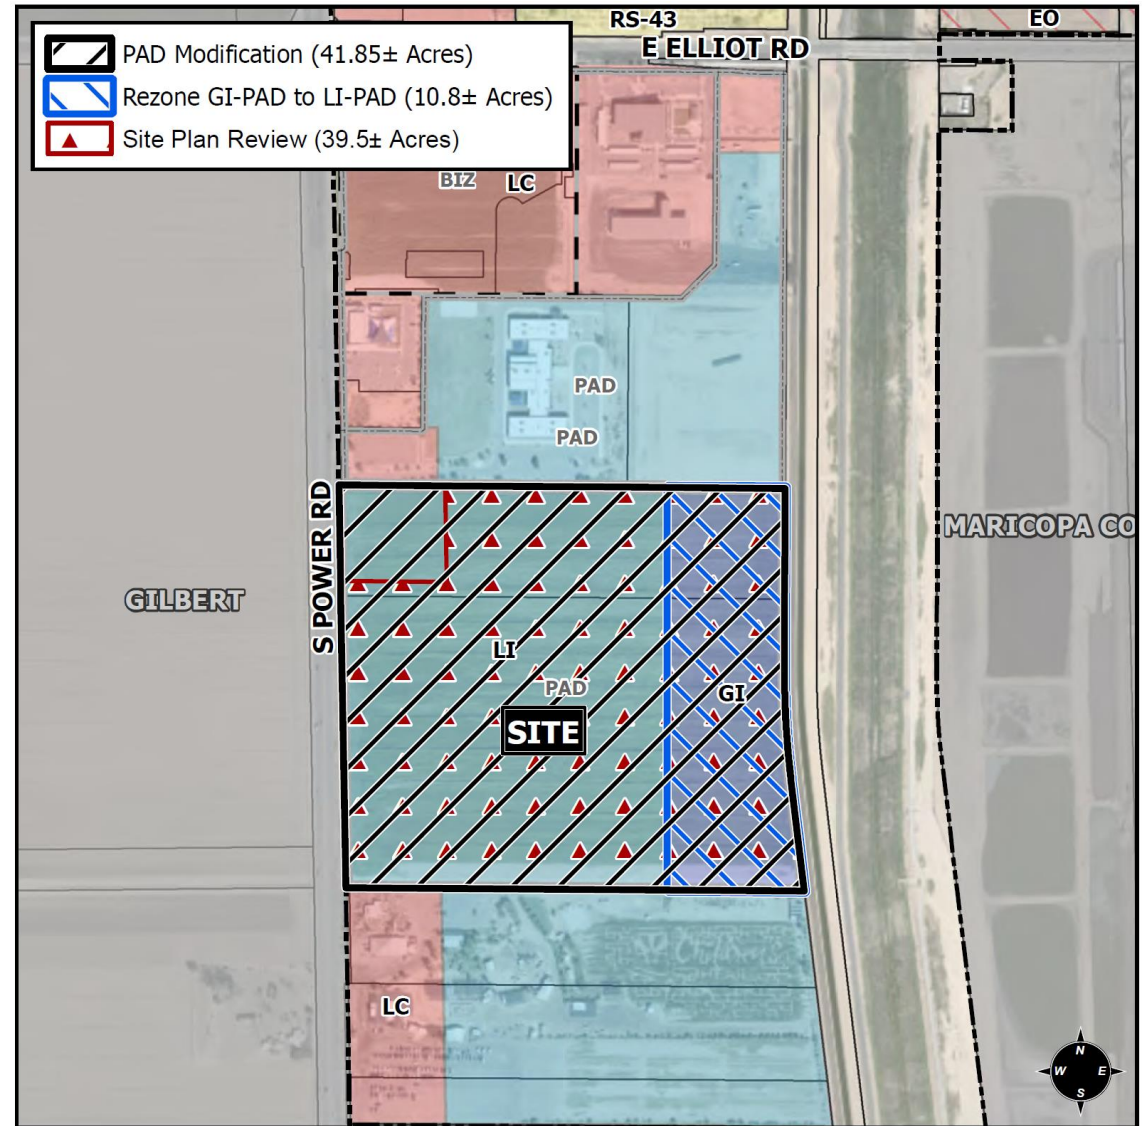 RS-43
EO
E ELLIOT RD
PAD Modification (41.85± Acres)
Rezone GI-PAD to LI-PAD (10.8± Acres)
Site Plan Review (39.5± Acres)
BIZ
LC
PAD
PAD
S POWER RD
MARICOPA CO
GILBERT
LI
PAD
GI
SITE
LC
N
W
E
S